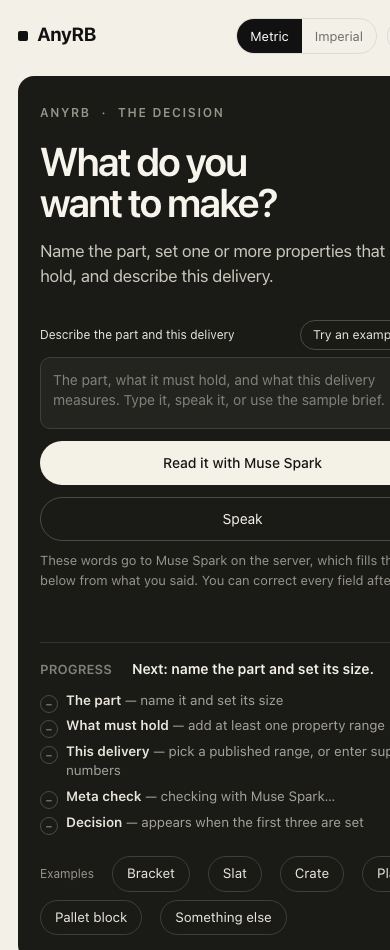 AnyRB
Metric
Imperial
ANYRB · THE DECISION
What do you
want to make?
Name the part, set one or more properties that
hold, and describe this delivery.
Describe the part and this delivery
Try an examp
The part, what it must hold, and what this delivery
measures. Type it, speak it, or use the sample brief.
Read it with Muse Spark
Speak
These words go to Muse Spark on the server, which fills th
below from what you said. You can correct every field afte
PROGRESS Next: name the part and set its size.
– The part — name it and set its size
– What must hold — add at least one property range
– This delivery — pick a published range, or enter sup
numbers
– Meta check — checking with Muse Spark...
– Decision — appears when the first three are set
Examples
Bracket
Slat
Crate
Pa
Pallet block
Something else